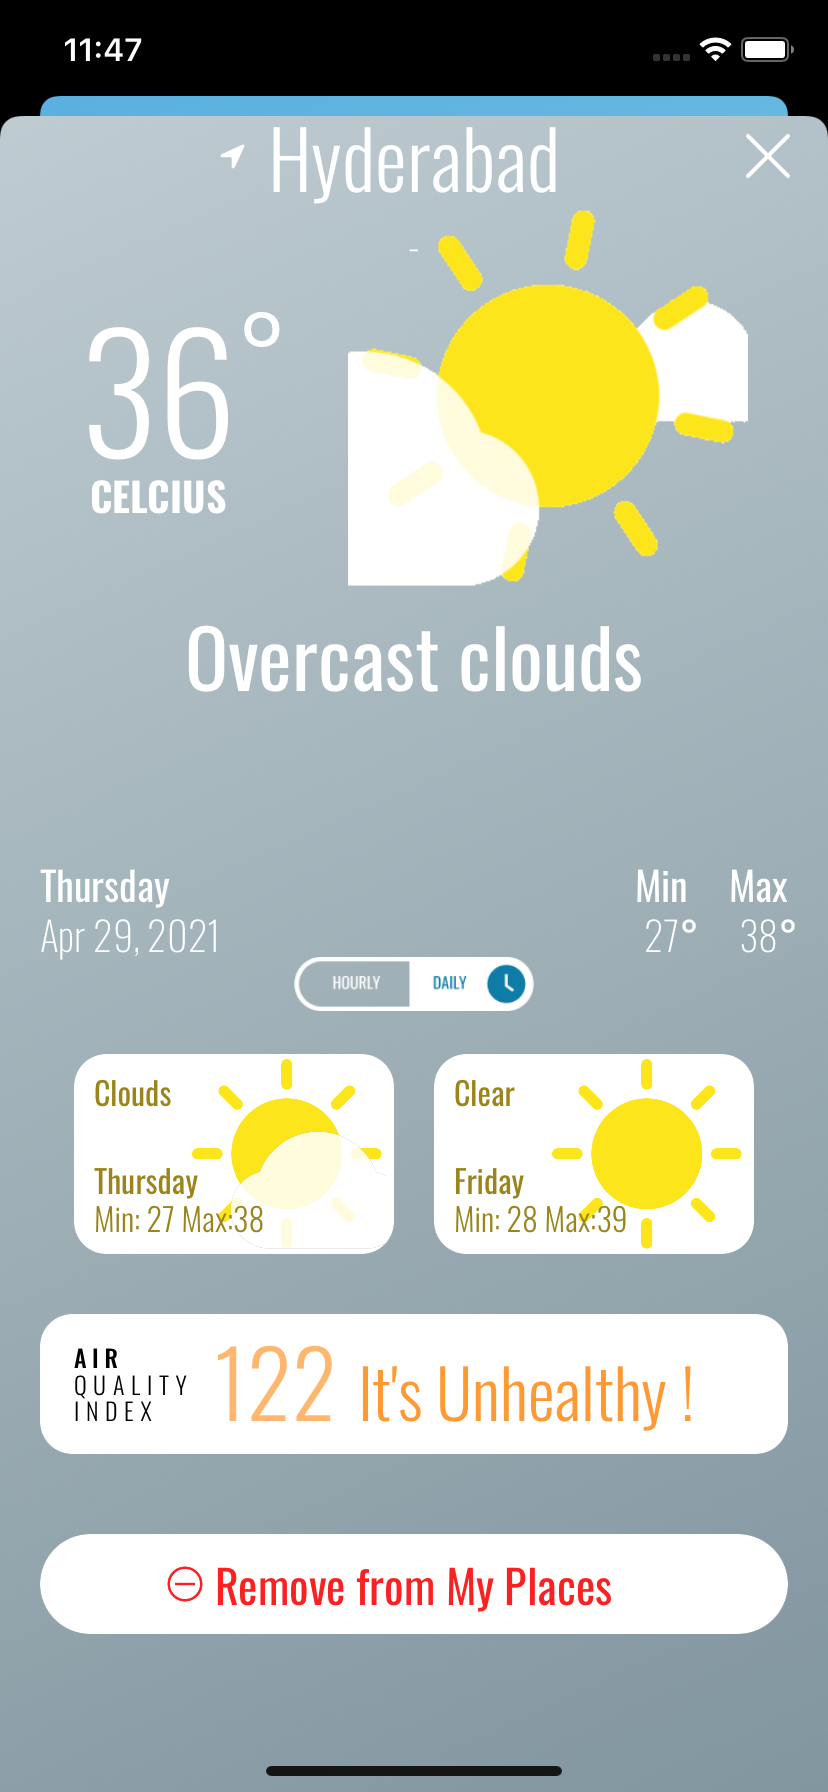 11:47
Hyderabad
-
36°
CELCIUS
Overcast clouds
Thursday
Apr 29, 2021
Min Max
27° 38°
HOURLY DAILY
Clouds
Thursday
Min: 27 Max:38
Clear
Friday
Min: 28 Max:39
AIR
QUALITY
INDEX
122 It's Unhealthy !
Remove from My Places